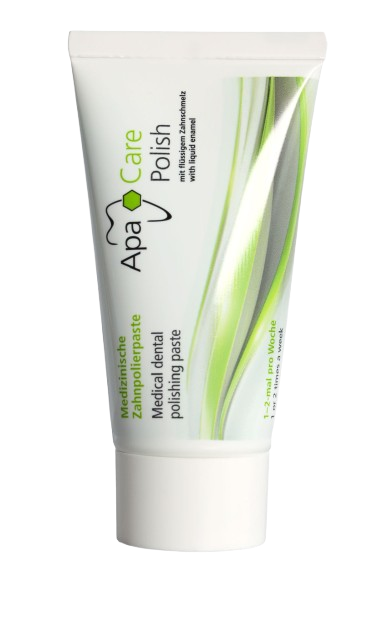 Apa Care
Polish
mit flüssigem Zahnschmelz
with liquid enamel
Medizinische
Zahnpolierpaste
Medical dental
polishing paste
1–2-mal pro Woche
1 or 2 times a week